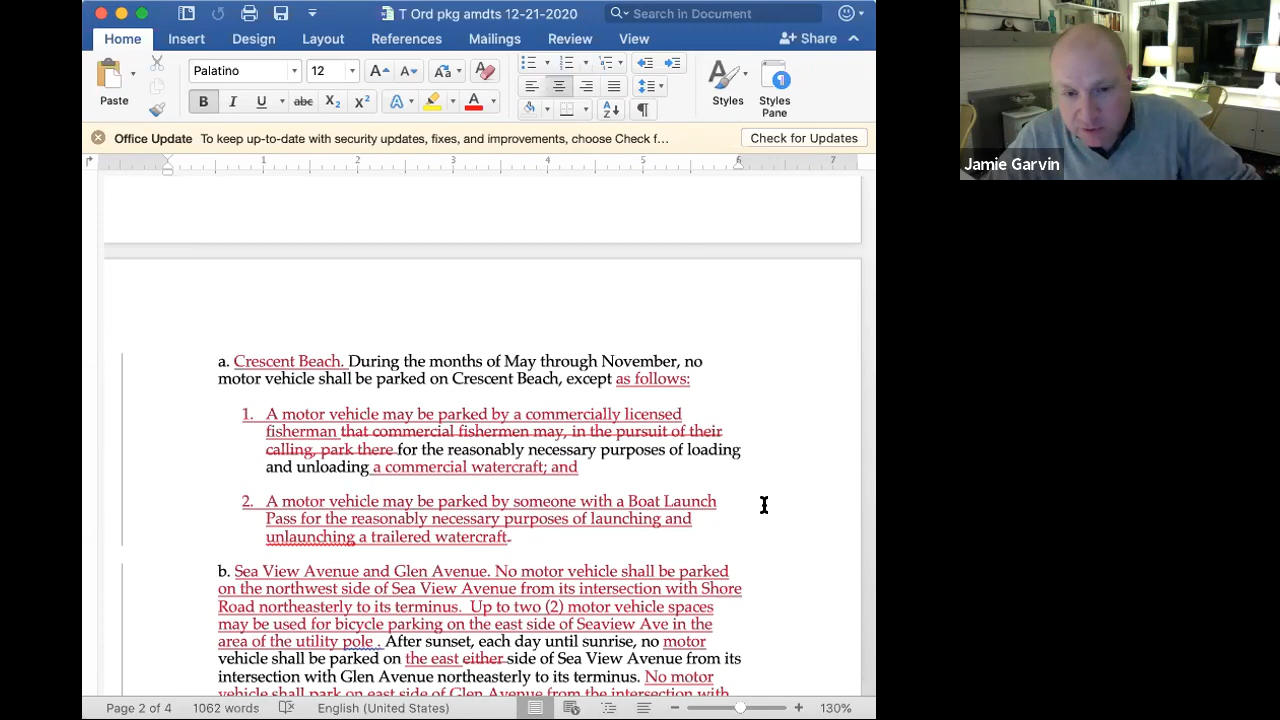 T Ord pkg amdts 12-21-2020
Search in Document
Home Insert Design Layout References Mailings Review View Share
Paste
Palatino 12
Styles
Styles Pane
Office Update To keep up-to-date with security updates, fixes, and improvements, choose Check f... Check for Updates
1 2 3 4 5 6 7
a. Crescent Beach. During the months of May through November, no
motor vehicle shall be parked on Crescent Beach, except as follows:
1. A motor vehicle may be parked by a commercially licensed
fisherman that commercial fishermen may, in the pursuit of their
calling, park there for the reasonably necessary purposes of loading
and unloading a commercial watercraft; and
2. A motor vehicle may be parked by someone with a Boat Launch
Pass for the reasonably necessary purposes of launching and
unlaunching a trailered watercraft.
b. Sea View Avenue and Glen Avenue. No motor vehicle shall be parked
on the northwest side of Sea View Avenue from its intersection with Shore
Road northeasterly to its terminus. Up to two (2) motor vehicle spaces
may be used for bicycle parking on the east side of Seaview Ave in the
area of the utility pole . After sunset, each day until sunrise, no motor
vehicle shall be parked on the east either side of Sea View Avenue from its
intersection with Glen Avenue northeasterly to its terminus. No motor
vehicle shall park on east side of Glen Avenue from the intersection with
Page 2 of 4 1062 words English (United States) 130%
Jamie Garvin